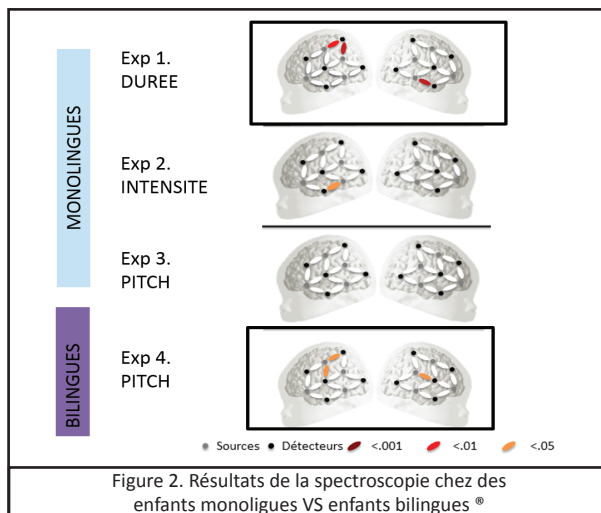 MONOLINGUES
Exp 1.
DUREE
Exp 2.
INTENSITE
Exp 3.
PITCH
BILINGUES
Exp 4.
PITCH
Sources Détecteurs <.001 <.01 <.05
Figure 2. Résultats de la spectroscopie chez des
enfants monoligues VS enfants bilingues ®